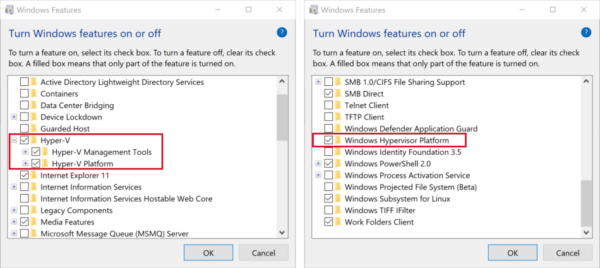 Windows Features
Turn Windows features on or off
To turn a feature on, select its check box. To turn a feature off, clear its check
box. A filled box means that only part of the feature is turned on.
Active Directory Lightweight Directory Services
Containers
Data Center Bridging
Device Lockdown
Guarded Host
Hyper-V
Hyper-V Management Tools
Hyper-V Platform
Internet Explorer 11
Internet Information Services
Internet Information Services Hostable Web Core
Legacy Components
Media Features
Microsoft Message Queue (MSMQ) Server
OK
Cancel
Windows Features
Turn Windows features on or off
To turn a feature on, select its check box. To turn a feature off, clear its check
box. A filled box means that only part of the feature is turned on.
SMB 1.0/CIFS File Sharing Support
SMB Direct
Telnet Client
TFTP Client
Windows Defender Application Guard
Windows Hypervisor Platform
Windows Identity Foundation 3.5
Windows PowerShell 2.0
Windows Process Activation Service
Windows Projected File System (Beta)
Windows Subsystem for Linux
Windows TIFF IFilter
Work Folders Client
OK
Cancel